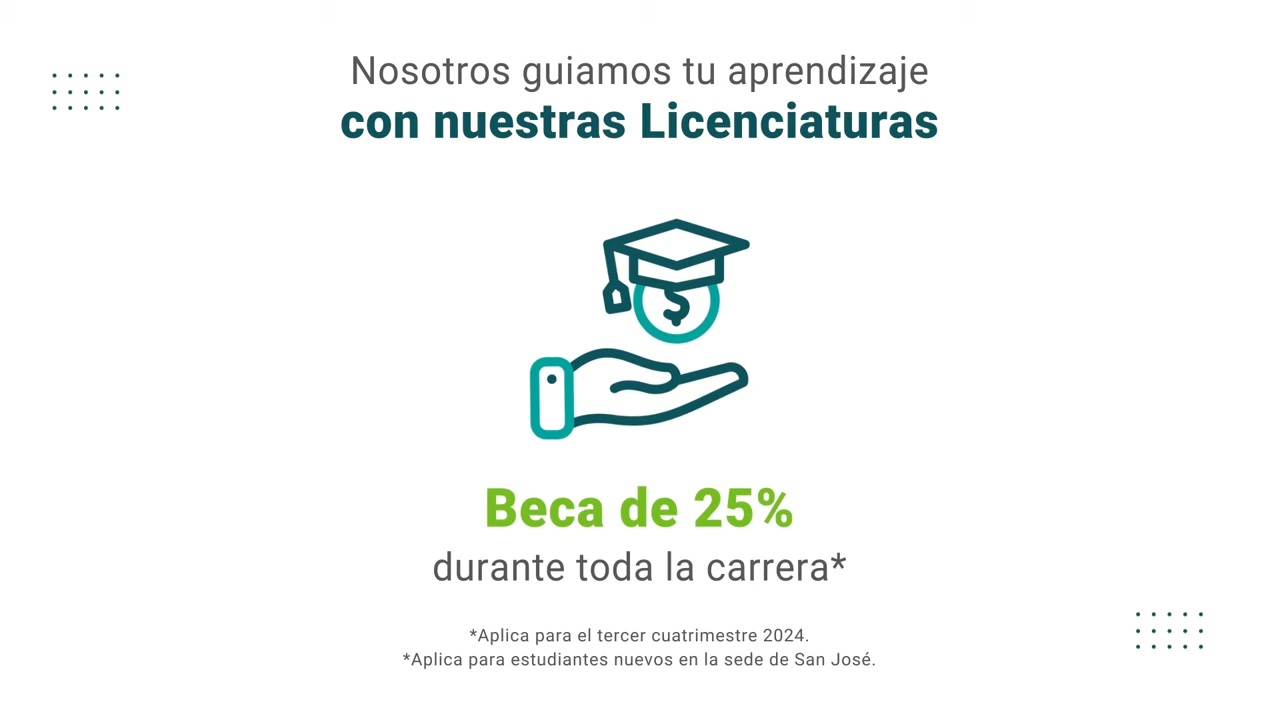 Nosotros guiamos tu aprendizaje
con nuestras Licenciaturas
$
Beca de 25%
durante toda la carrera*
*Aplica para el tercer cuatrimestre 2024.
*Aplica para estudiantes nuevos en la sede de San José.